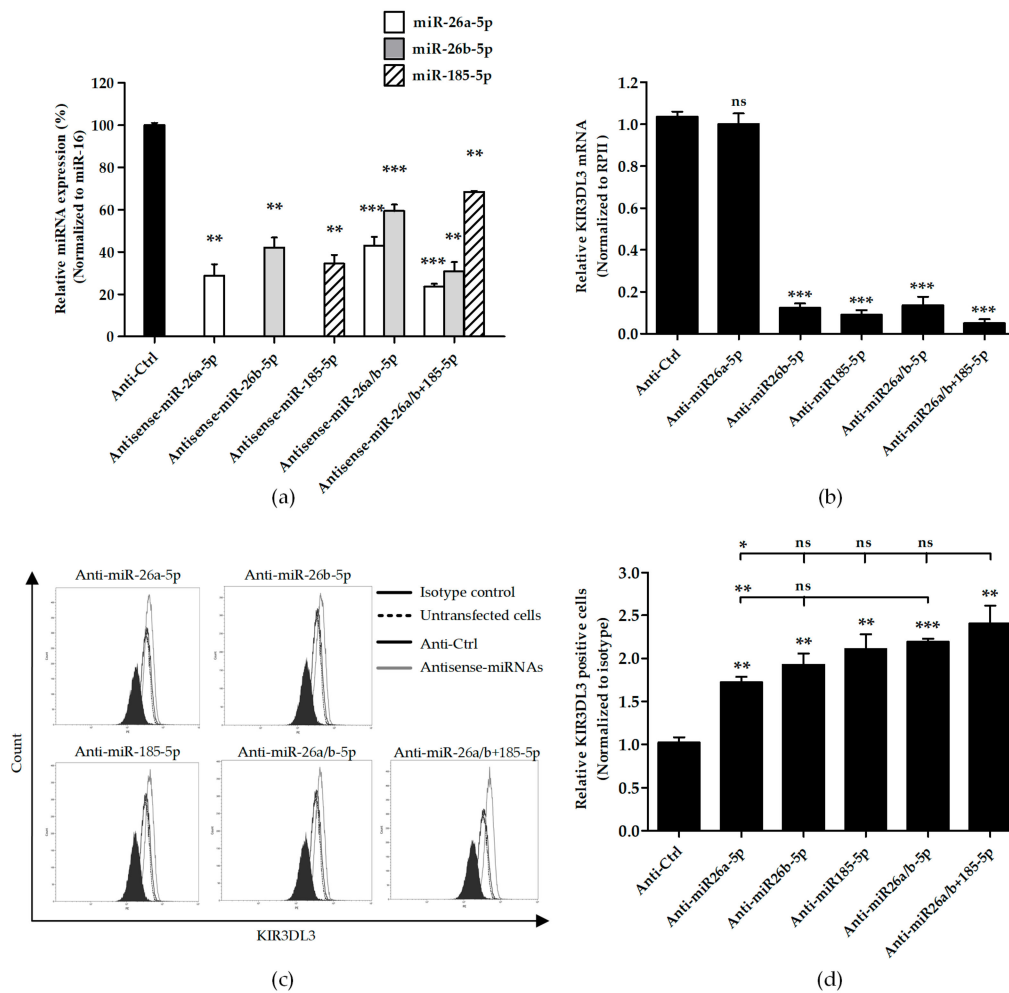 miR-26a-5p
miR-26b-5p
miR-185-5p
Relative miRNA expression (%)
(Normalized to miR-16)
120
100
80
60
40
20
0
**
**
**
***
***
***
**
**
Anti-Ctrl
Antisense-miR-26a-5p
Antisense-miR-26b-5p
Antisense-miR-185-5p
Antisense-miR-26a/b-5p
Antisense-miR-26a/b+185-5p
(a)
Relative KIR3DL3 mRNA
(Normalized to RPII)
1.2
1.0
0.8
0.6
0.4
0.2
0.0
ns
***
***
***
***
Anti-Ctrl
Anti-miR26a-5p
Anti-miR26b-5p
Anti-miR185-5p
Anti-miR26a/b-5p
Anti-miR26a/b+185-5p
(b)
Anti-miR-26a-5p
Anti-miR-26b-5p
Isotype control
Untransfected cells
Anti-Ctrl
Antisense-miRNAs
Anti-miR-185-5p
Anti-miR-26a/b-5p
Anti-miR-26a/b+185-5p
Count
KIR3DL3
(c)
Relative KIR3DL3 positive cells
(Normalized to isotype)
3.0
2.5
2.0
1.5
1.0
0.5
0.0
* ns ns ns
** ns
**
**
**
***
**
Anti-Ctrl
Anti-miR26a-5p
Anti-miR26b-5p
Anti-miR185-5p
Anti-miR26a/b-5p
Anti-miR26a/b+185-5p
(d)